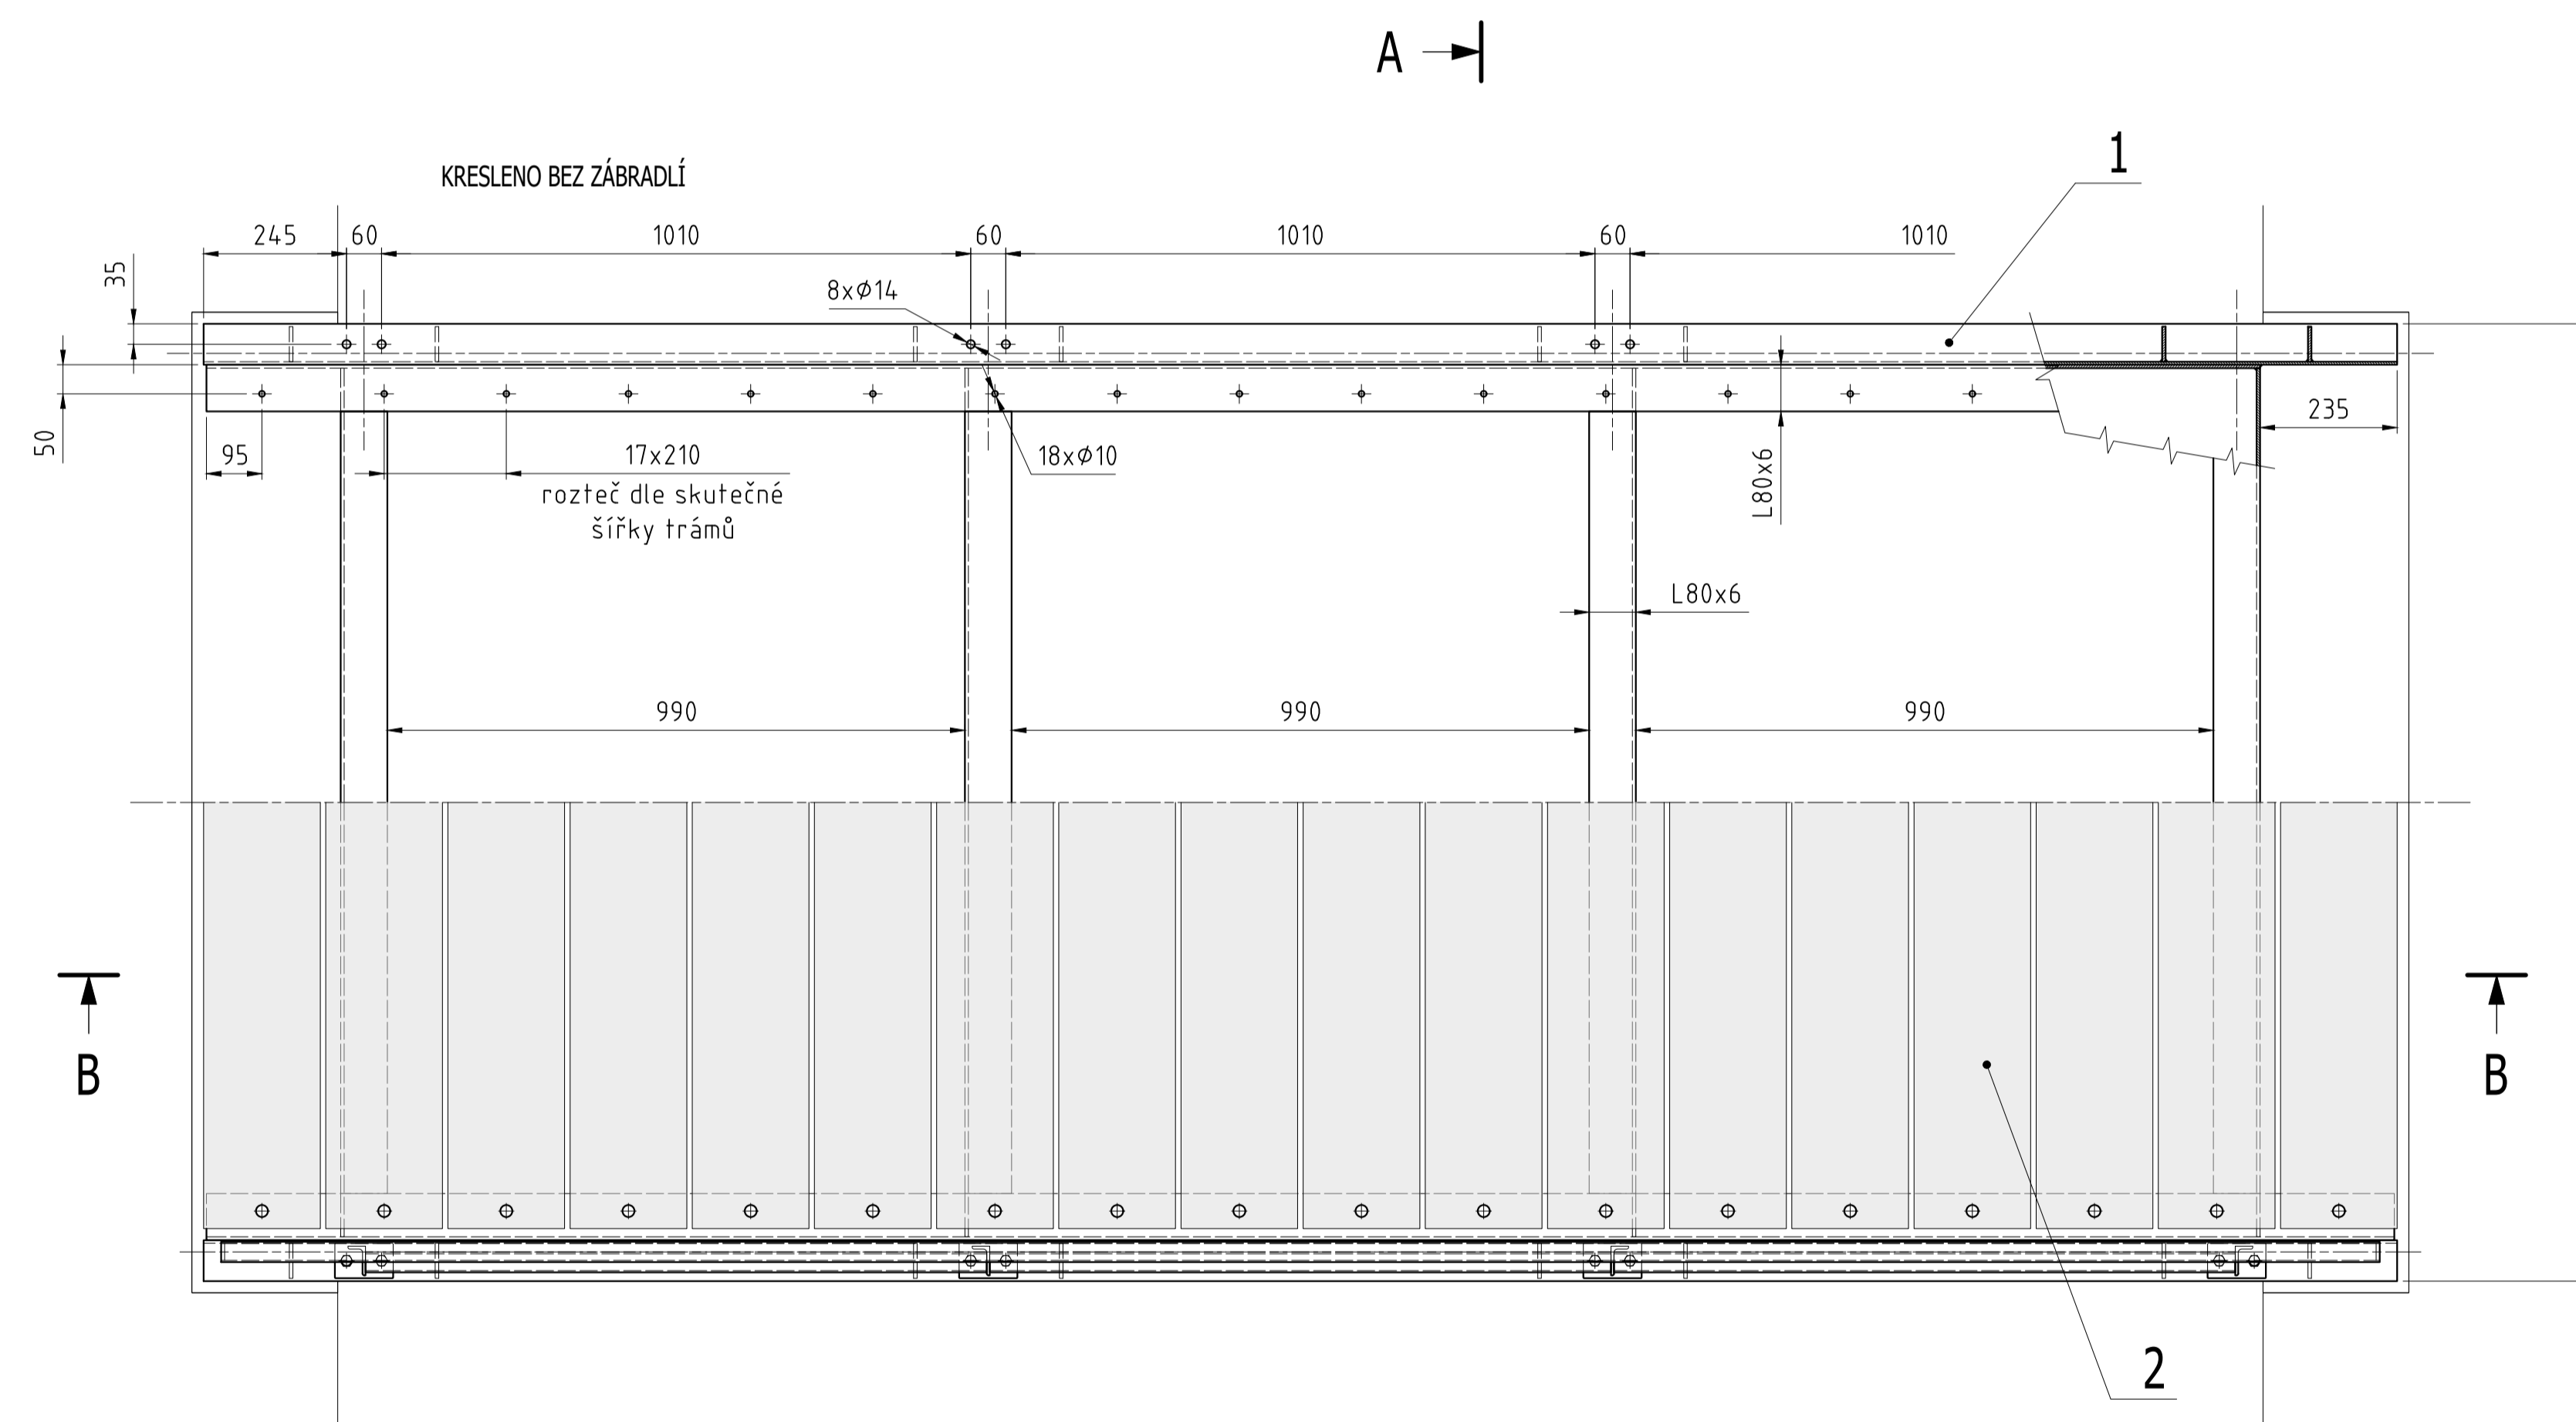 A
1
KRESLENO BEZ ZÁBRADLÍ
245
60
1010
60
1010
60
1010
35
8xØ14
50
95
17x210
rozteč dle skutečné
šířky trámů
18xØ10
L80x6
235
L80x6
990
990
990
B
B
2